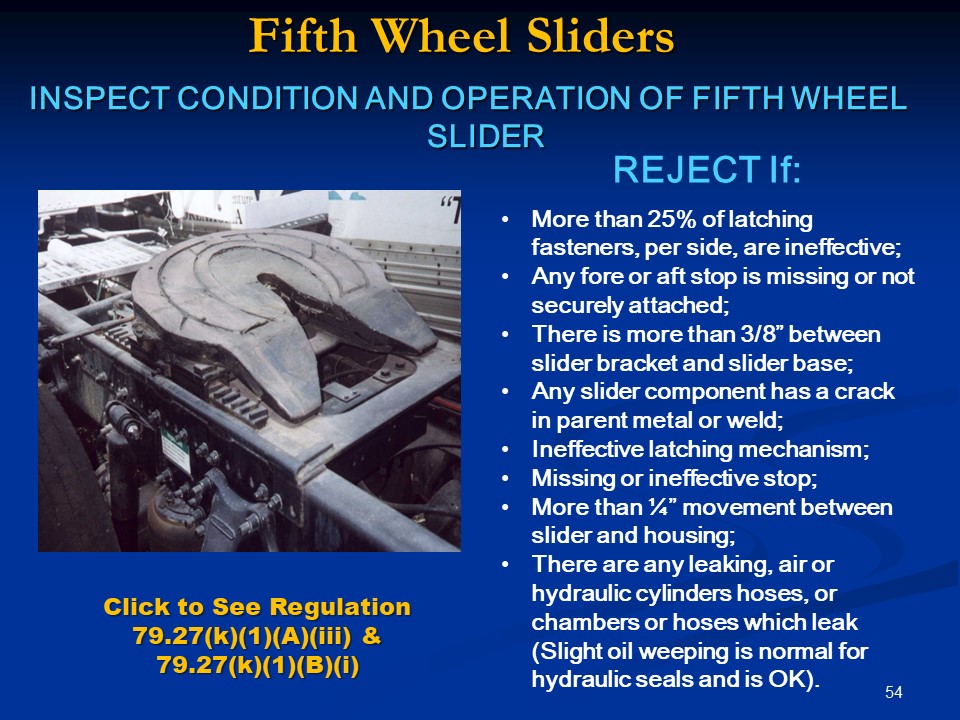 Fifth Wheel Sliders
INSPECT CONDITION AND OPERATION OF FIFTH WHEEL
SLIDER
REJECT If:
• More than 25% of latching
fasteners, per side, are ineffective;
• Any fore or aft stop is missing or not
securely attached;
• There is more than 3/8” between
slider bracket and slider base;
• Any slider component has a crack
in parent metal or weld;
• Ineffective latching mechanism;
• Missing or ineffective stop;
• More than ¼” movement between
slider and housing;
• There are any leaking, air or
hydraulic cylinders hoses, or
chambers or hoses which leak
(Slight oil weeping is normal for
hydraulic seals and is OK).
Click to See Regulation
79.27(k)(1)(A)(iii) &
79.27(k)(1)(B)(i)
54